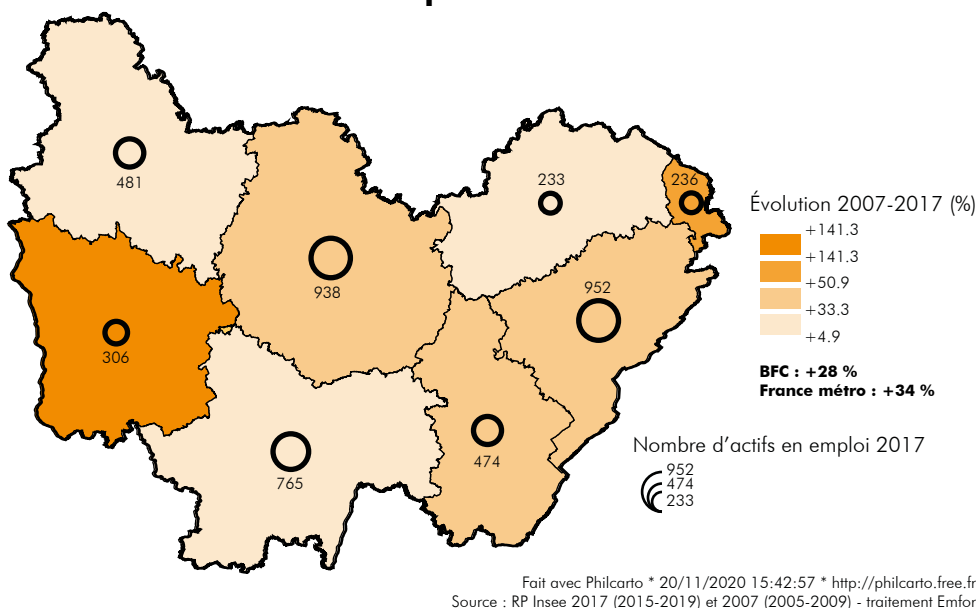 481
233
236
938
952
306
765
474
Évolution 2007-2017 (%)
+141.3
+141.3
+50.9
+33.3
+4.9
BFC : +28 %
France métro : +34 %
Nombre d'actifs en emploi 2017
952
474
233
Fait avec Philcarto * 20/11/2020 15:42:57 * http://philcarto.free.fr
Source : RP Insee 2017 (2015-2019) et 2007 (2005-2009) - traitement Emfor